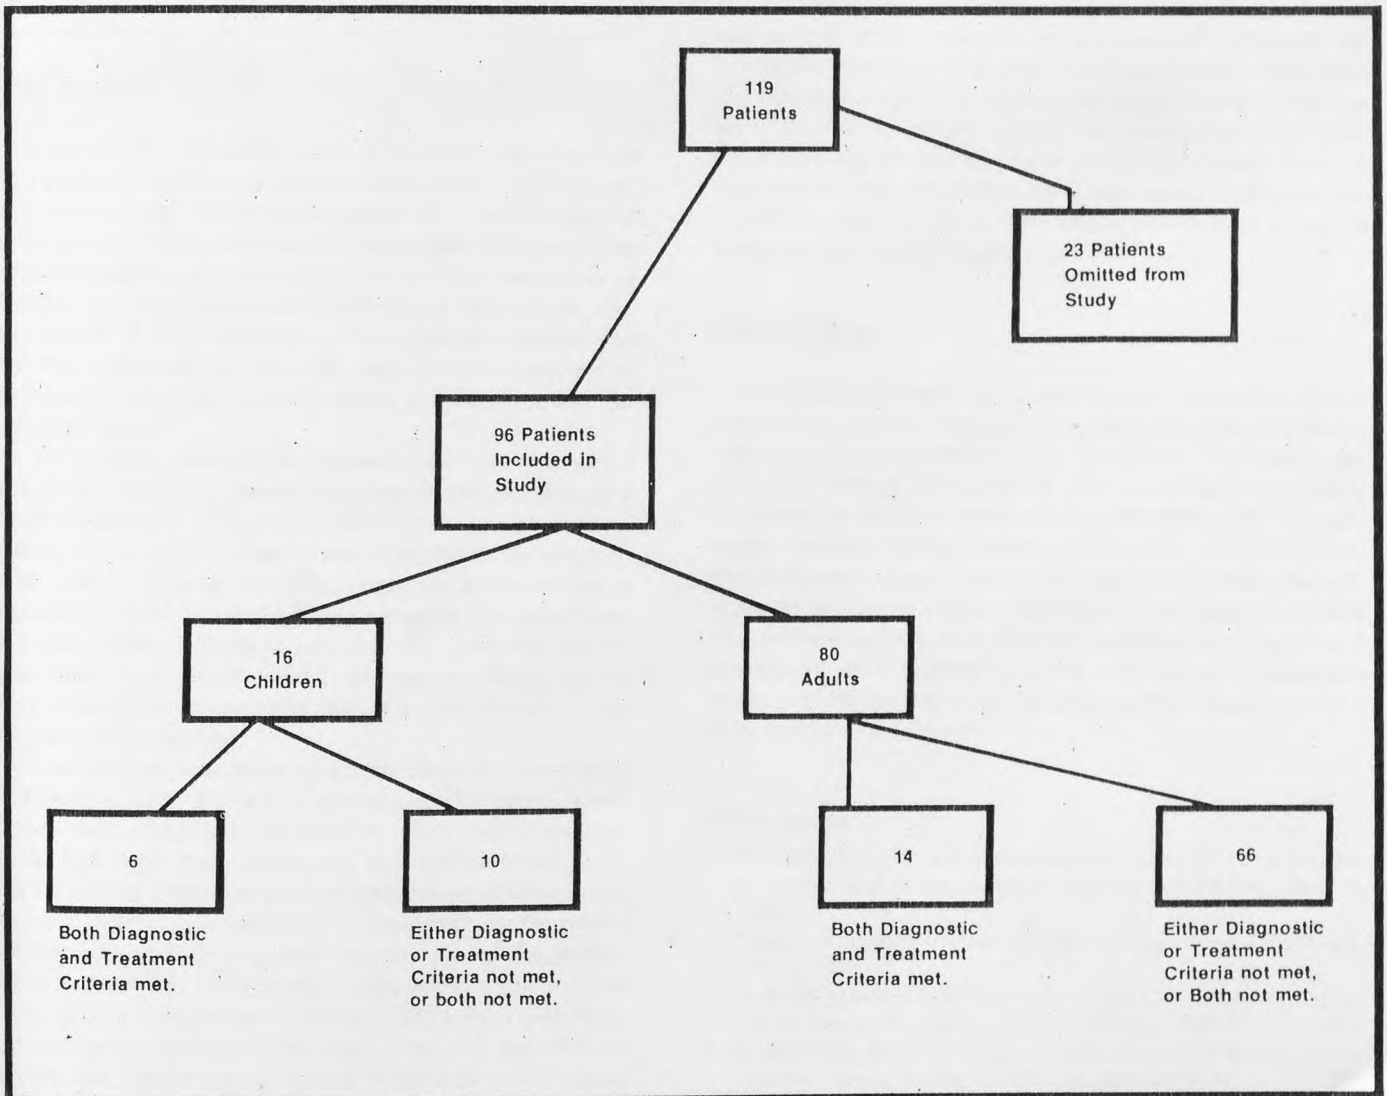 119
Patients
23 Patients
Omitted from
Study
96 Patients
Included in
Study
16
Children
80
Adults
6
Both Diagnostic
and Treatment
Criteria met.
10
Either Diagnostic
or Treatment
Criteria not met,
or both not met.
14
Both Diagnostic
and Treatment
Criteria met.
66
Either Diagnostic
or Treatment
Criteria not met,
or Both not met.